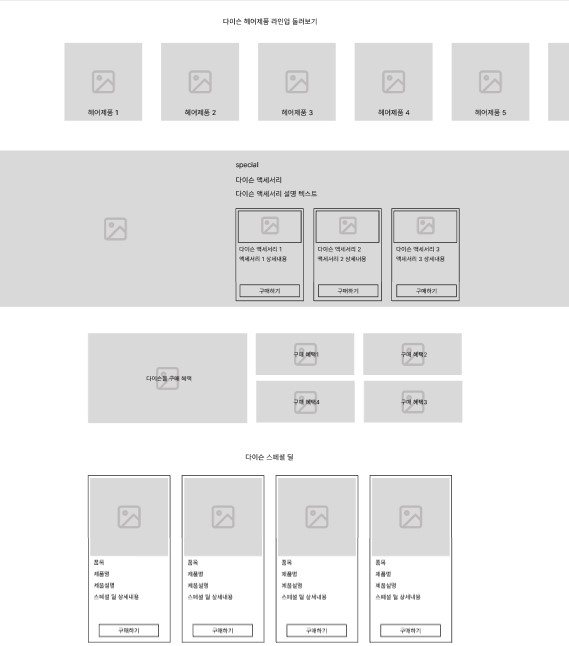 다이슨 헤어제품 라인업 둘러보기
헤어제품 1
헤어제품 2
헤어제품 3
헤어제품 4
헤어제품 5
special
다이슨 액세서리
다이슨 액세서리 설명 텍스트
다이슨 액세서리 1
액세서리 1 상세내용
구매하기
다이슨 액세서리 2
액세서리 2 상세내용
구매하기
다이슨 액세서리 3
액세서리 3 상세내용
구매하기
다이슨몰 구매 혜택
구매 혜택1
구매 혜택2
구매 혜택4
구매 혜택3
다이슨 스페셜 딜
품목
제품명
제품설명
스페셜 딜 상세내용
구매하기
품목
제품명
제품설명
스페셜 딜 상세내용
구매하기
품목
제품명
제품설명
스페셜 딜 상세내용
구매하기
품목
제품명
제품설명
스페셜 딜 상세내용
구매하기